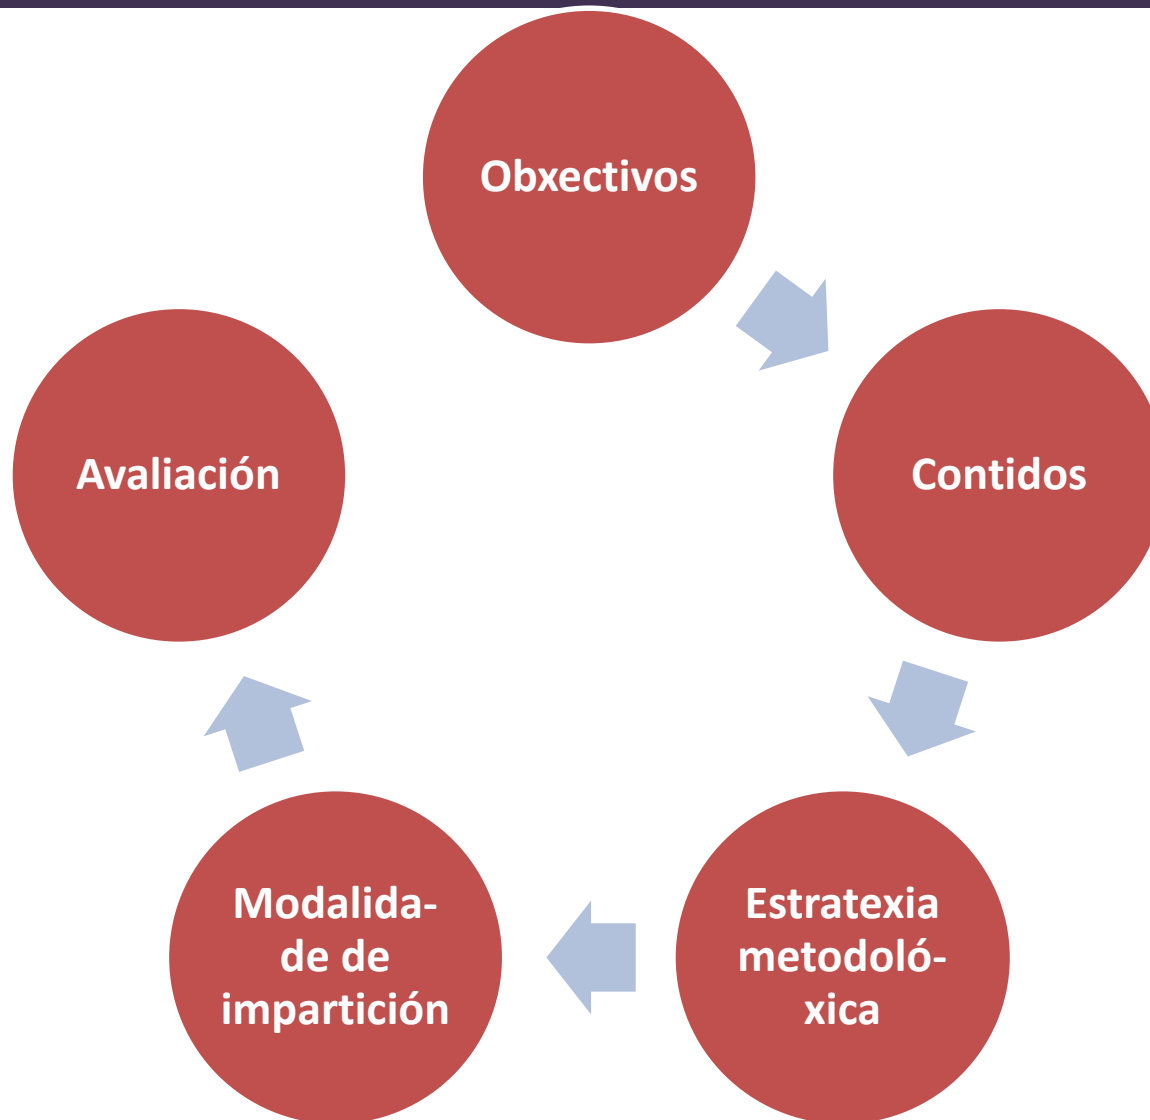 Obxectivos
Contidos
Estratexia
metodoló-
xica
Modalida-
de de
impartición
Avaliación